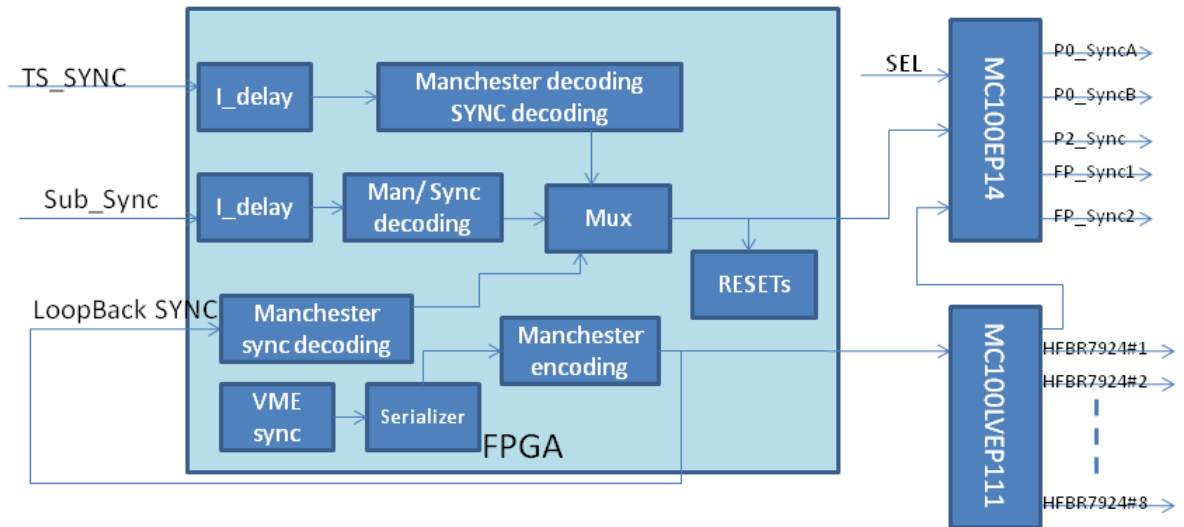 TS_SYNC
I_delay
Manchester decoding
SYNC decoding
SEL
MC100EP14
P0_SyncA
P0_SyncB
P2_Sync
FP_Sync1
FP_Sync2
Sub_Sync
I_delay
Man/ Sync
decoding
Mux
RESETs
LoopBack SYNC
Manchester
sync decoding
Manchester
encoding
VME
sync
Serializer
FPGA
MC100LVEP111
HFBR7924#1
HFBR7924#2
HFBR7924#8